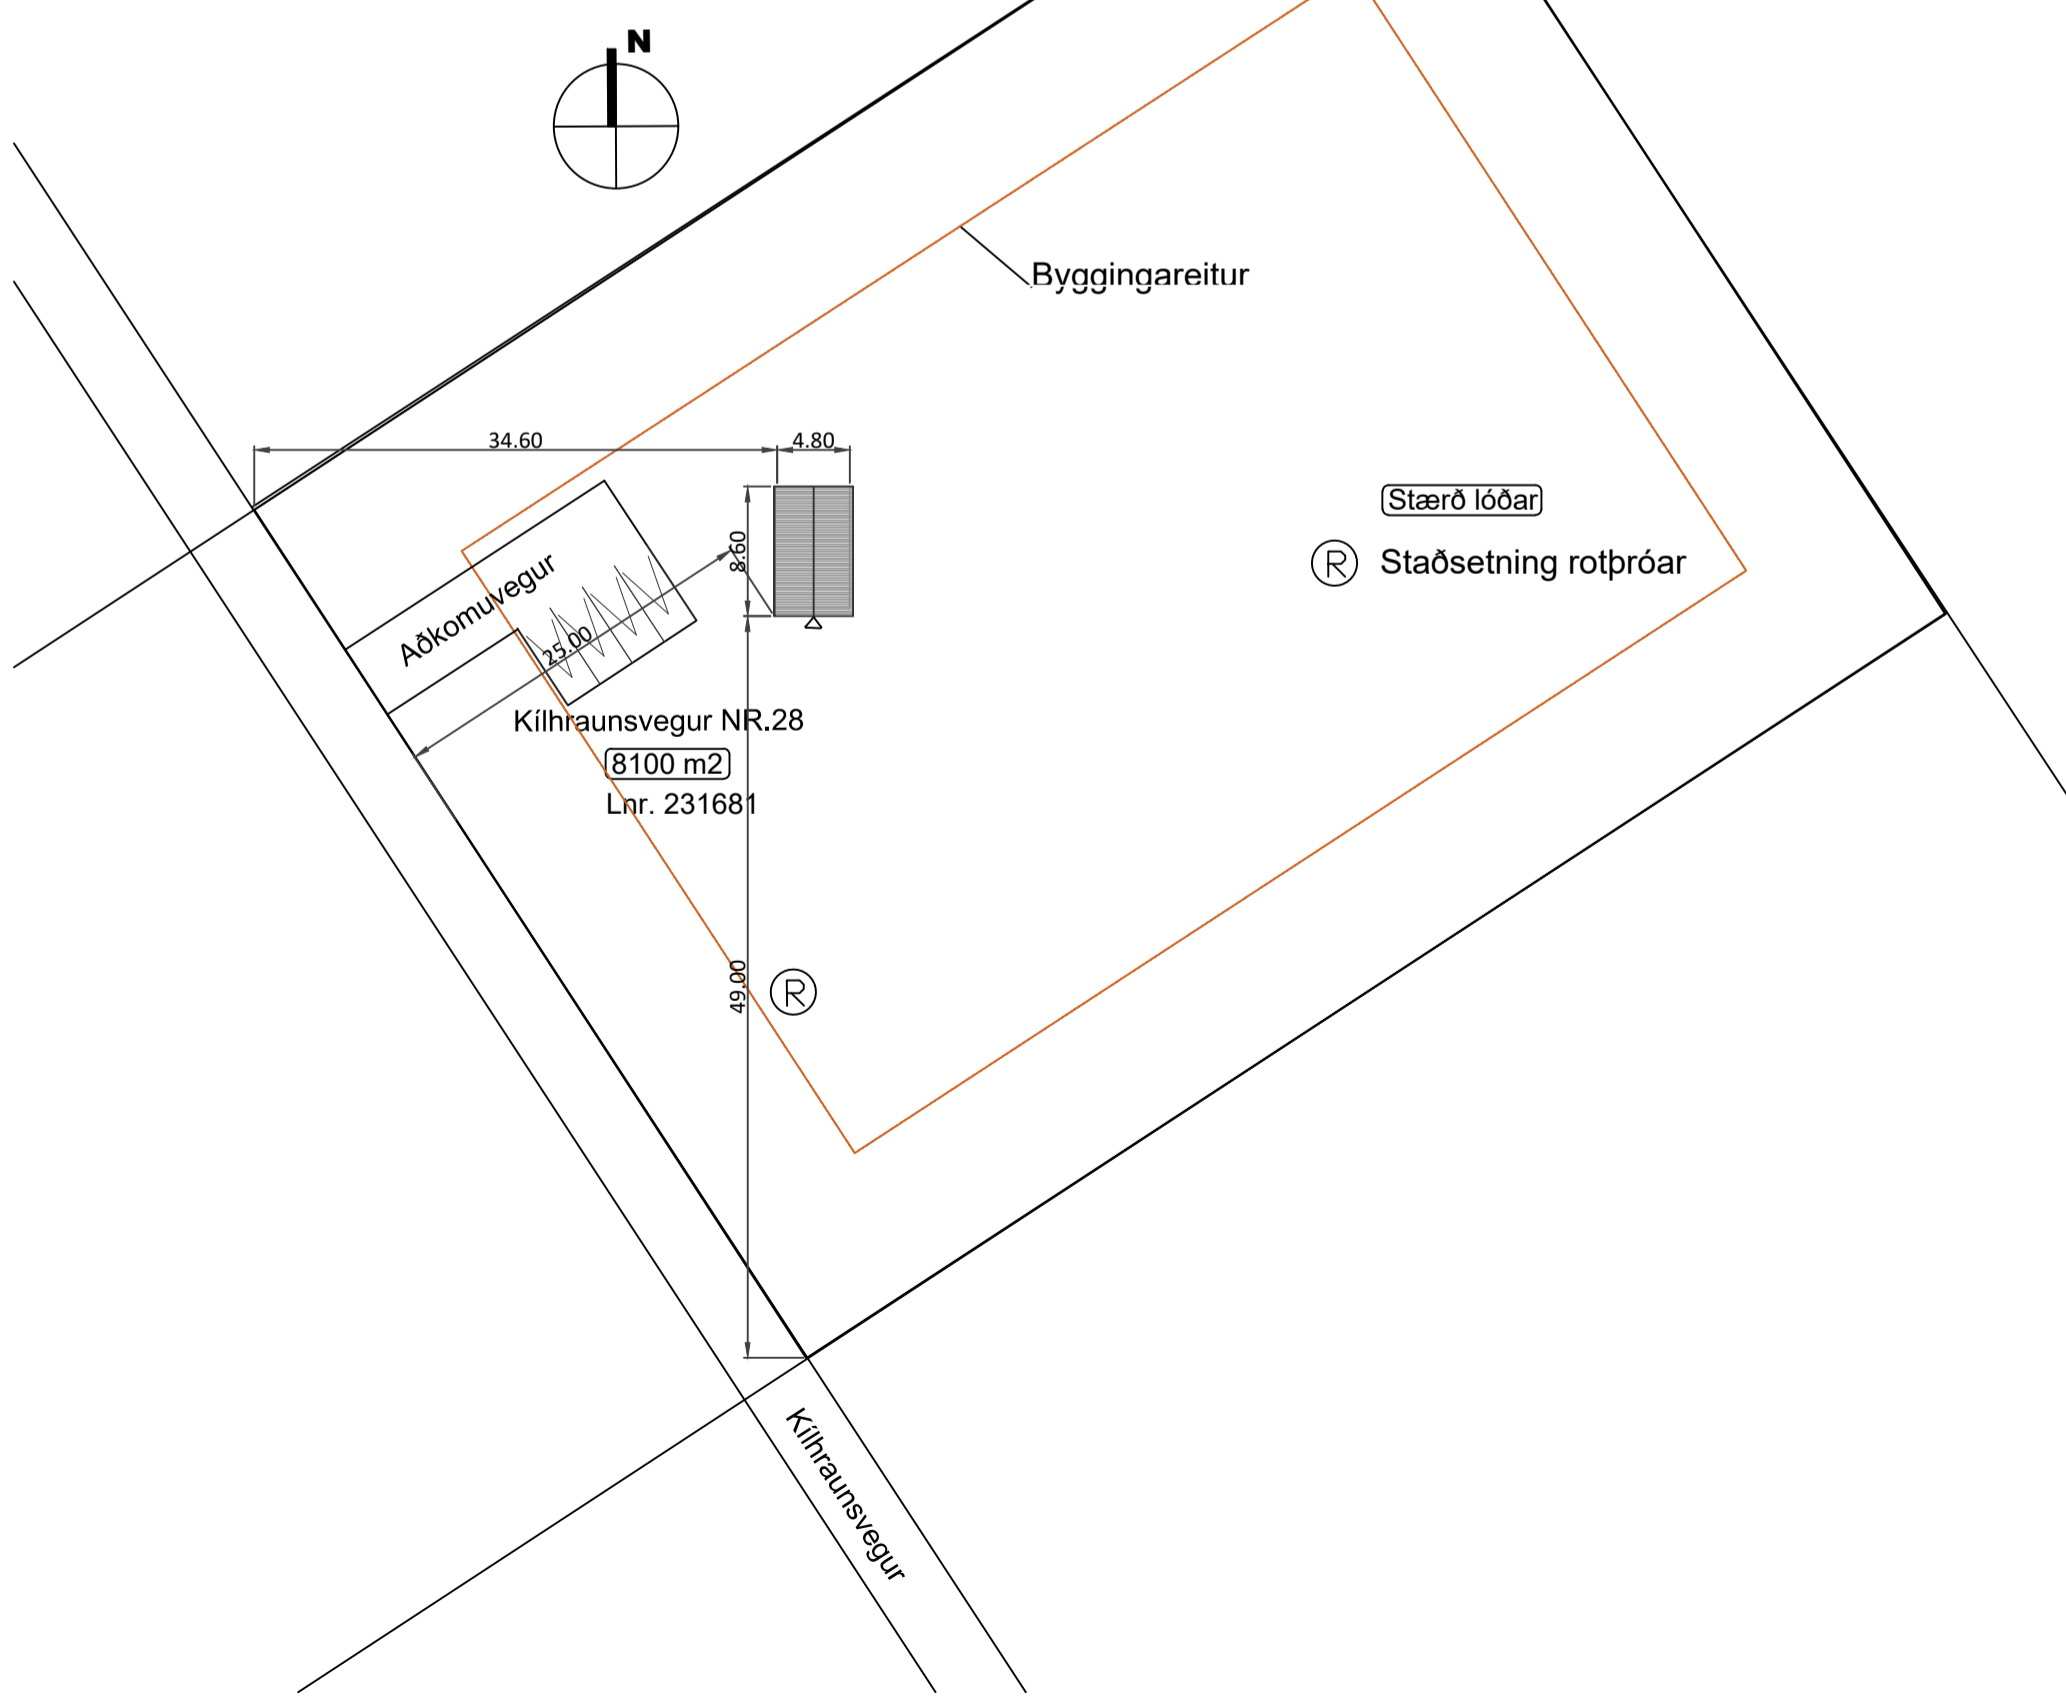 N
Byggingareitur
34.60
4.80
Stærð lóðar
8.60
R Staðsetning rotþróar
Aðkomuvegur
25.00
Kílhraunsvegur NR.28
8100 m2
Lnr. 231681
49.00
R
Kílhraunsvegur